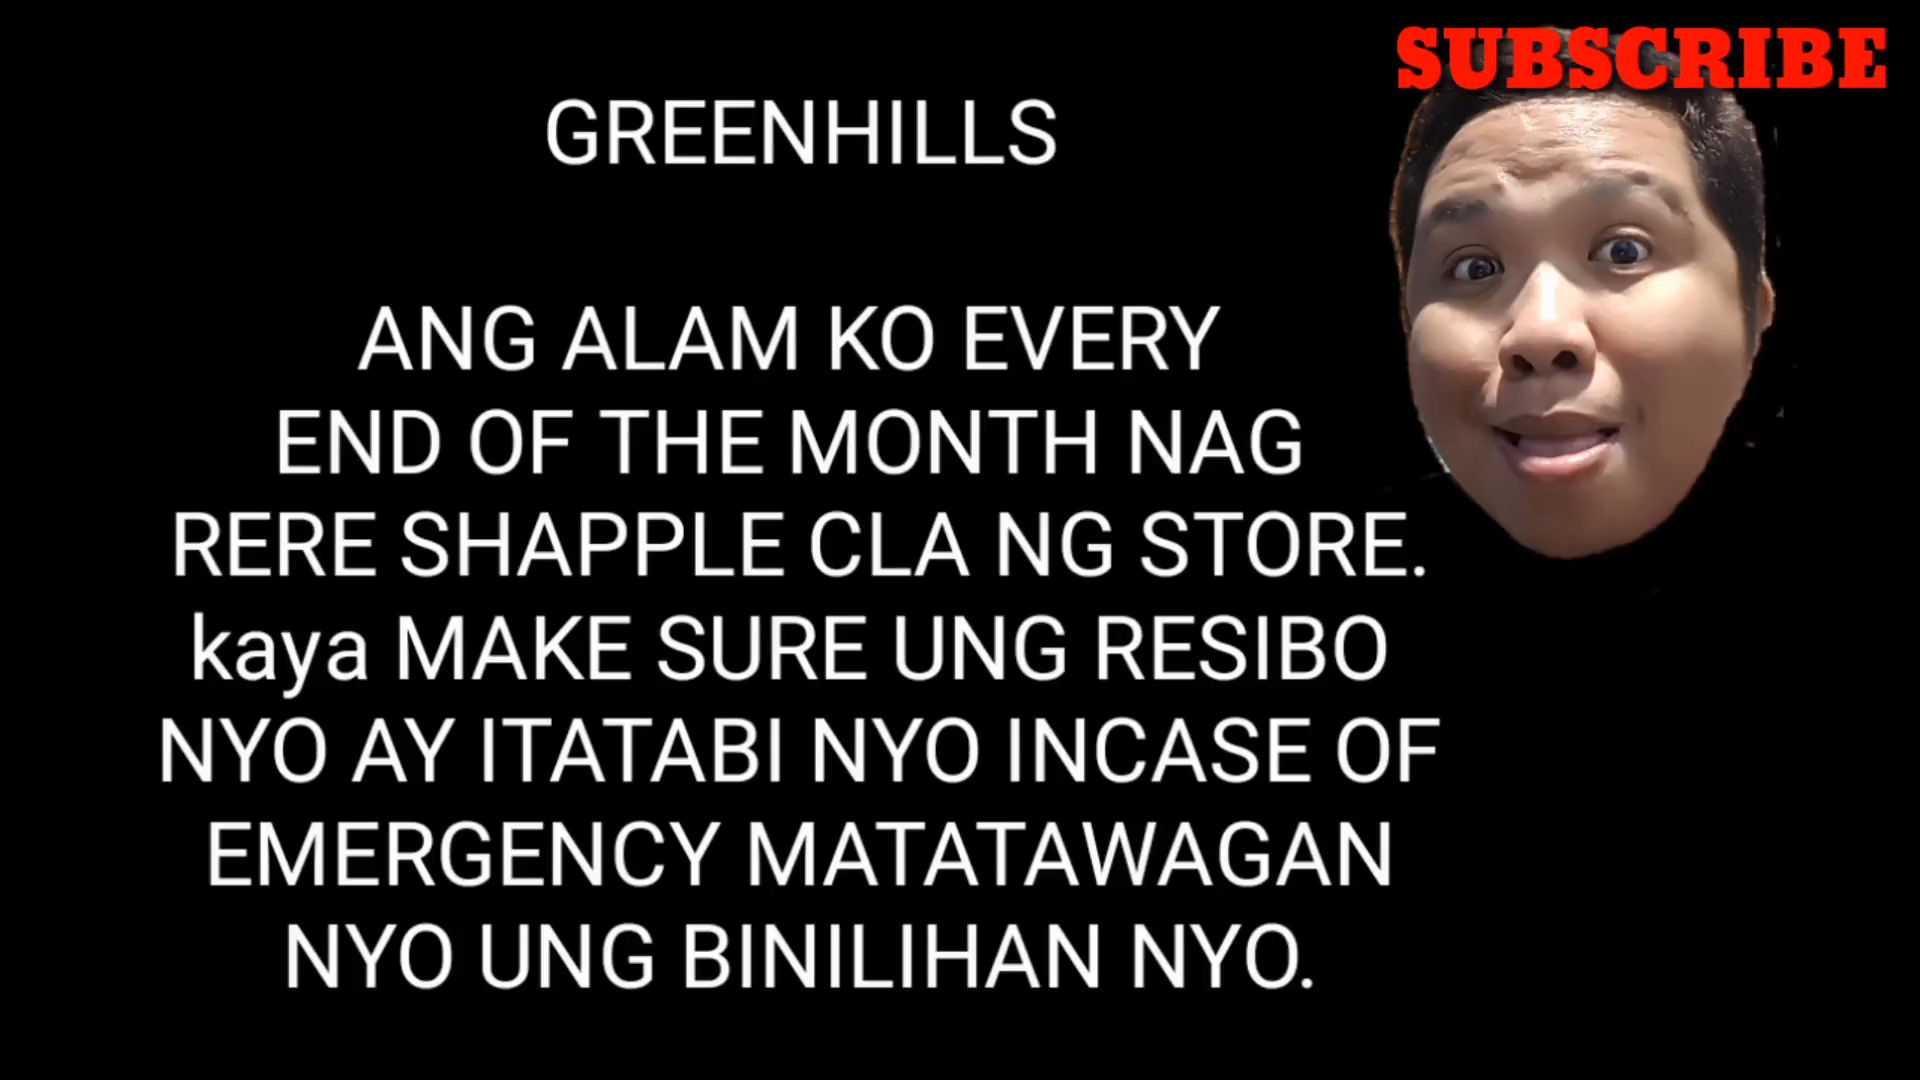 SUBSCRIBE
GREENHILLS
ANG ALAM KO EVERY
END OF THE MONTH NAG
RERE SHAPPLE CLA NG STORE.
kaya MAKE SURE UNG RESIBO
NYO AY ITATABI NYO INCASE OF
EMERGENCY MATATAWAGAN
NYO UNG BINILIHAN NYO.